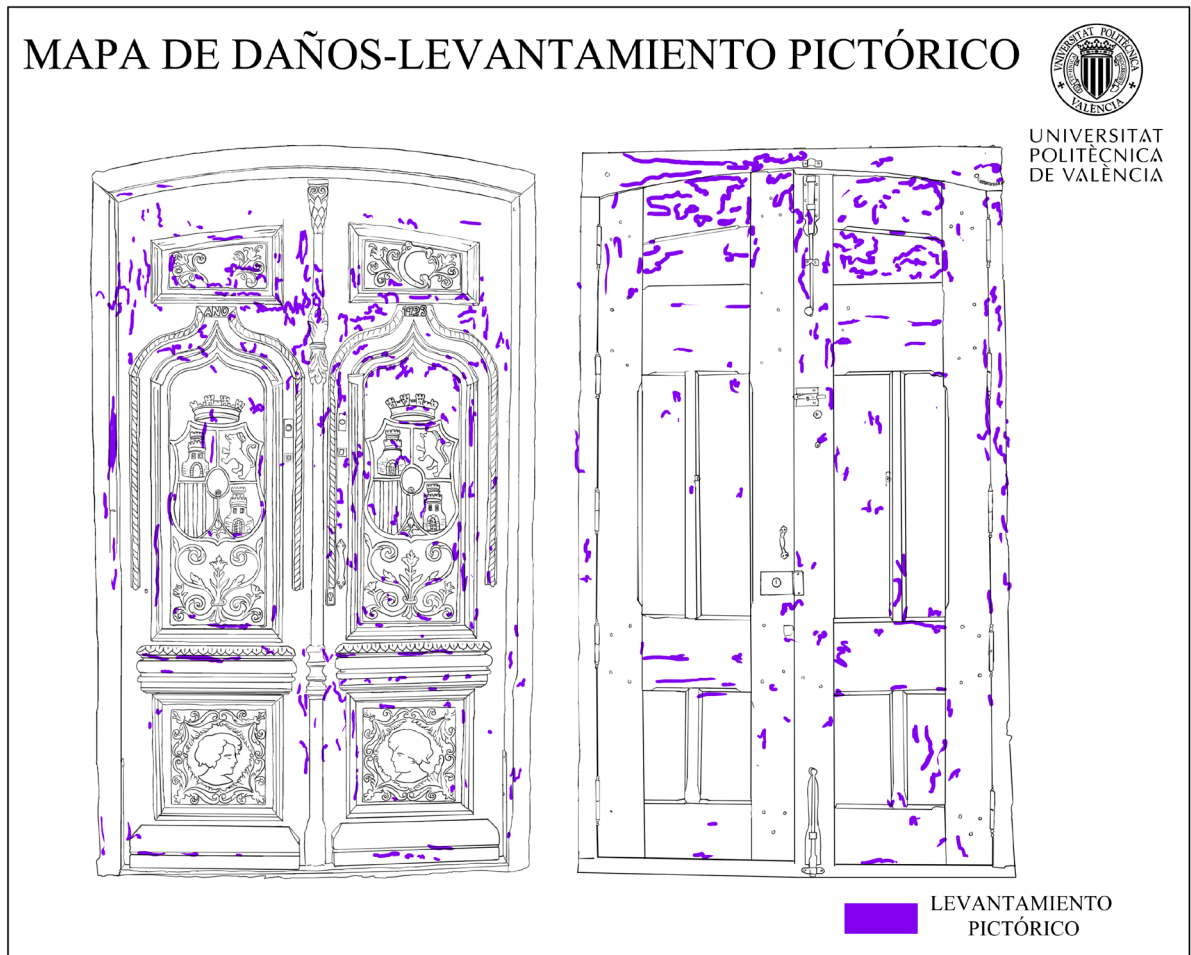 MAPA DE DAÑOS-LEVANTAMIENTO PICTÓRICO
UNIVERSITAT POLITÈCNICA
VALÈNCIA
UNIVERSITAT
POLITÈCNICA
DE VALÈNCIA
AÑO 1923
LEVANTAMIENTO
PICTÓRICO